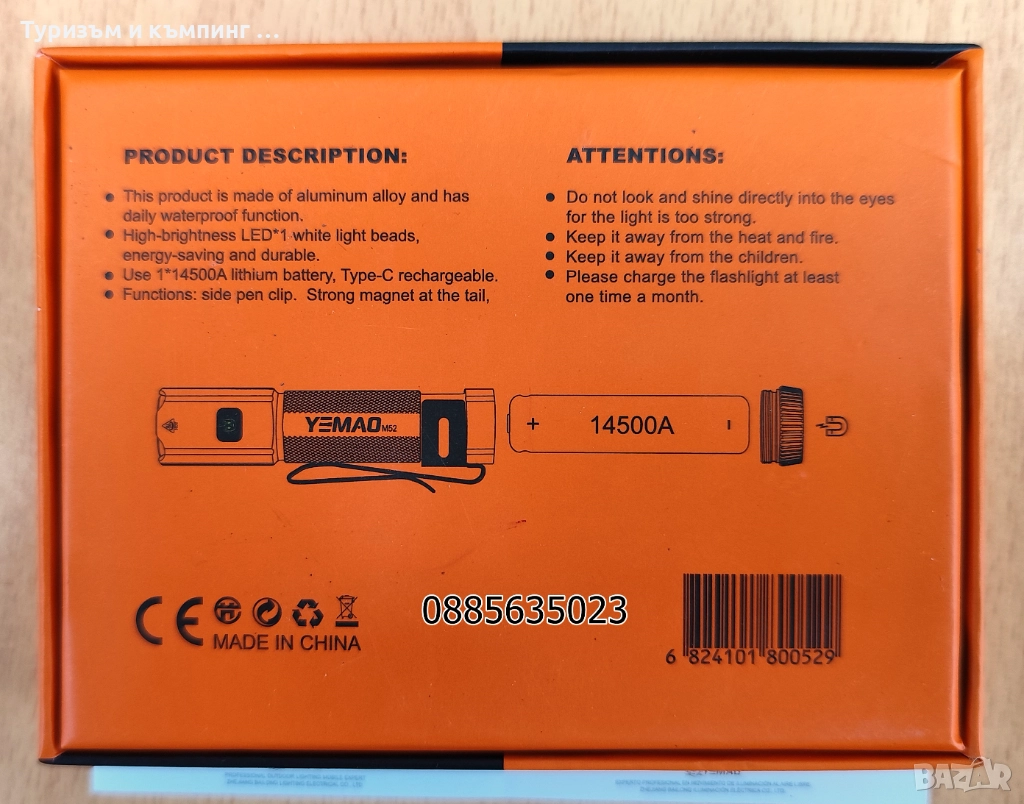 Туризъм и къмпинг ...
PRODUCT DESCRIPTION:
This product is made of aluminum alloy and has
daily waterproof function.
High-brightness LED*1 white light beads,
energy-saving and durable.
Use 1*14500A lithium battery, Type-C rechargeable.
Functions: side pen clip. Strong magnet at the tail,
ATTENTIONS:
Do not look and shine directly into the eyes
for the light is too strong.
Keep it away from the heat and fire.
Keep it away from the children.
Please charge the flashlight at least
one time a month.
YEMAO M52
+ 14500A -
CE
MADE IN CHINA
0885635023
6 824101 800529
BAZAR